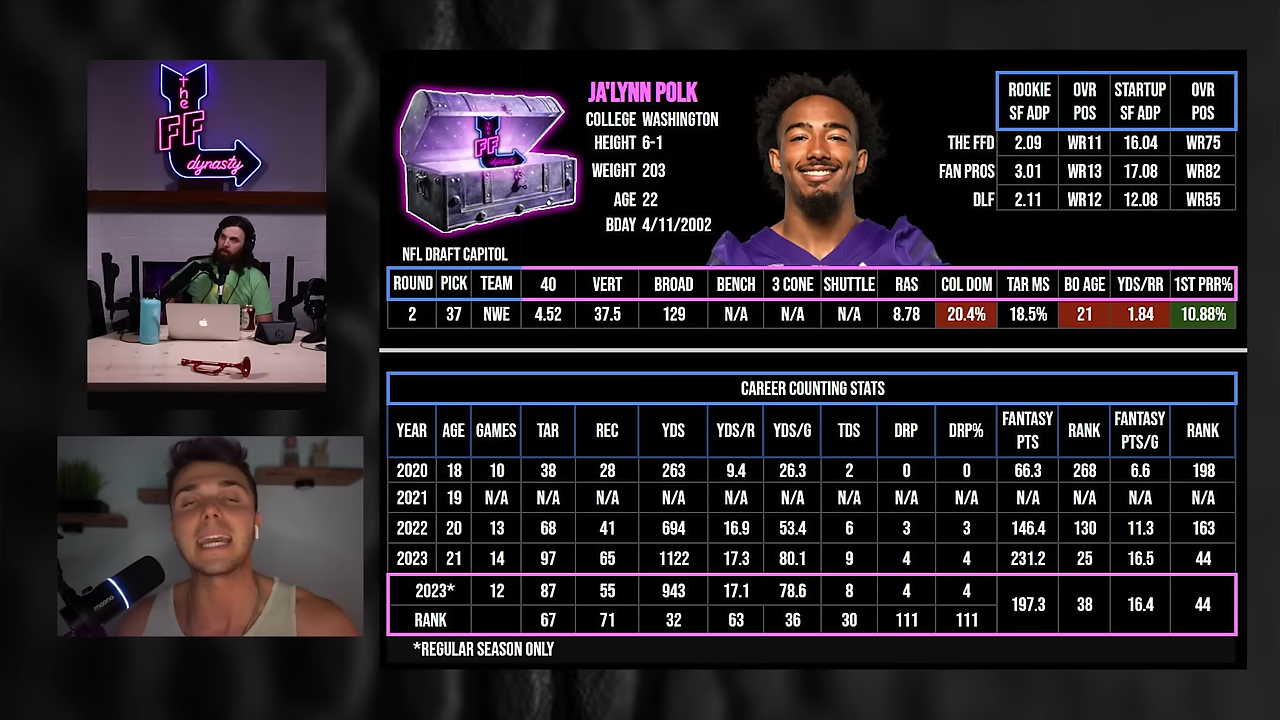 the
FF
dynasty
FF
dynasty
JA'LYNN POLK
COLLEGE WASHINGTON
HEIGHT 6-1
WEIGHT 203
AGE 22
BDAY 4/11/2002
NFL DRAFT CAPITOL
ROOKIE SF ADP OVR POS STARTUP SF ADP OVR POS
THE FFD 2.09 WR11 16.04 WR75
FAN PROS 3.01 WR13 17.08 WR82
DLF 2.11 WR12 12.08 WR55
ROUND PICK TEAM 40 VERT BROAD BENCH 3 CONE SHUTTLE RAS COL DOM TAR MS BO AGE YDS/RR 1ST PRR%
2 37 NWE 4.52 37.5 129 N/A N/A N/A 8.78 20.4% 18.5% 21 1.84 10.88%
CAREER COUNTING STATS
YEAR AGE GAMES TAR REC YDS YDS/R YDS/G TDS DRP DRP% FANTASY PTS RANK FANTASY PTS/G RANK
2020 18 10 38 28 263 9.4 26.3 2 0 0 66.3 268 6.6 198
2021 19 N/A N/A N/A N/A N/A N/A N/A N/A N/A N/A N/A N/A N/A
2022 20 13 68 41 694 16.9 53.4 6 3 3 146.4 130 11.3 163
2023 21 14 97 65 1122 17.3 80.1 9 4 4 231.2 25 16.5 44
2023* 12 87 55 943 17.1 78.6 8 4 4 197.3 38 16.4 44
RANK 67 71 32 63 36 30 111 111
*REGULAR SEASON ONLY
maono